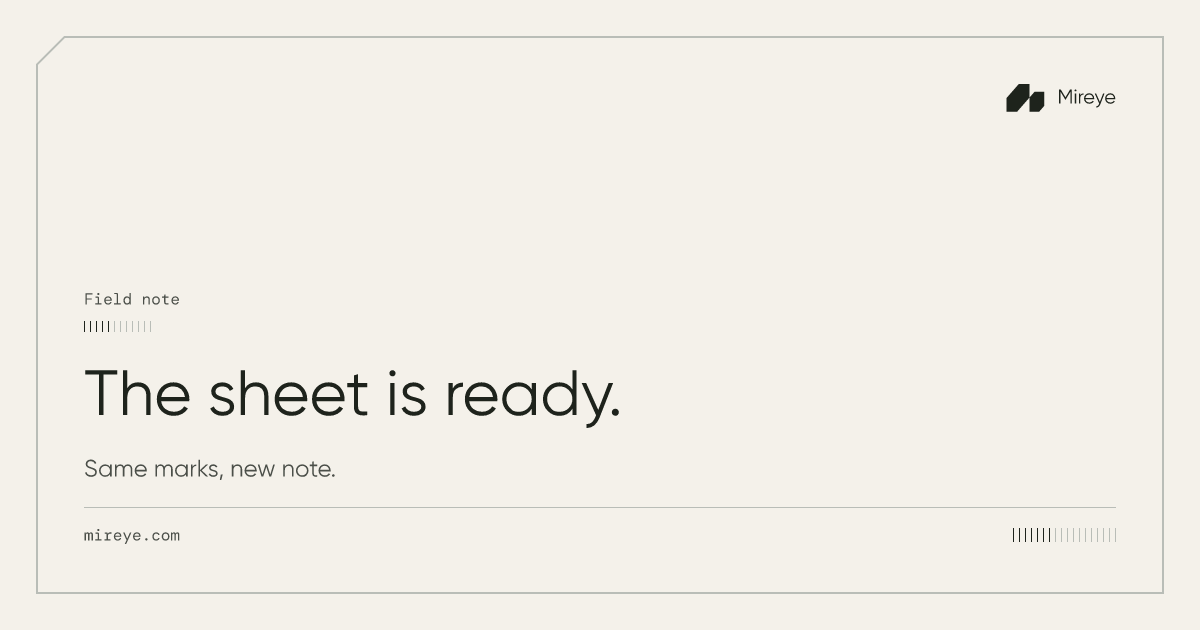 Mireye
Field note
The sheet is ready.
Same marks, new note.
mireye.com